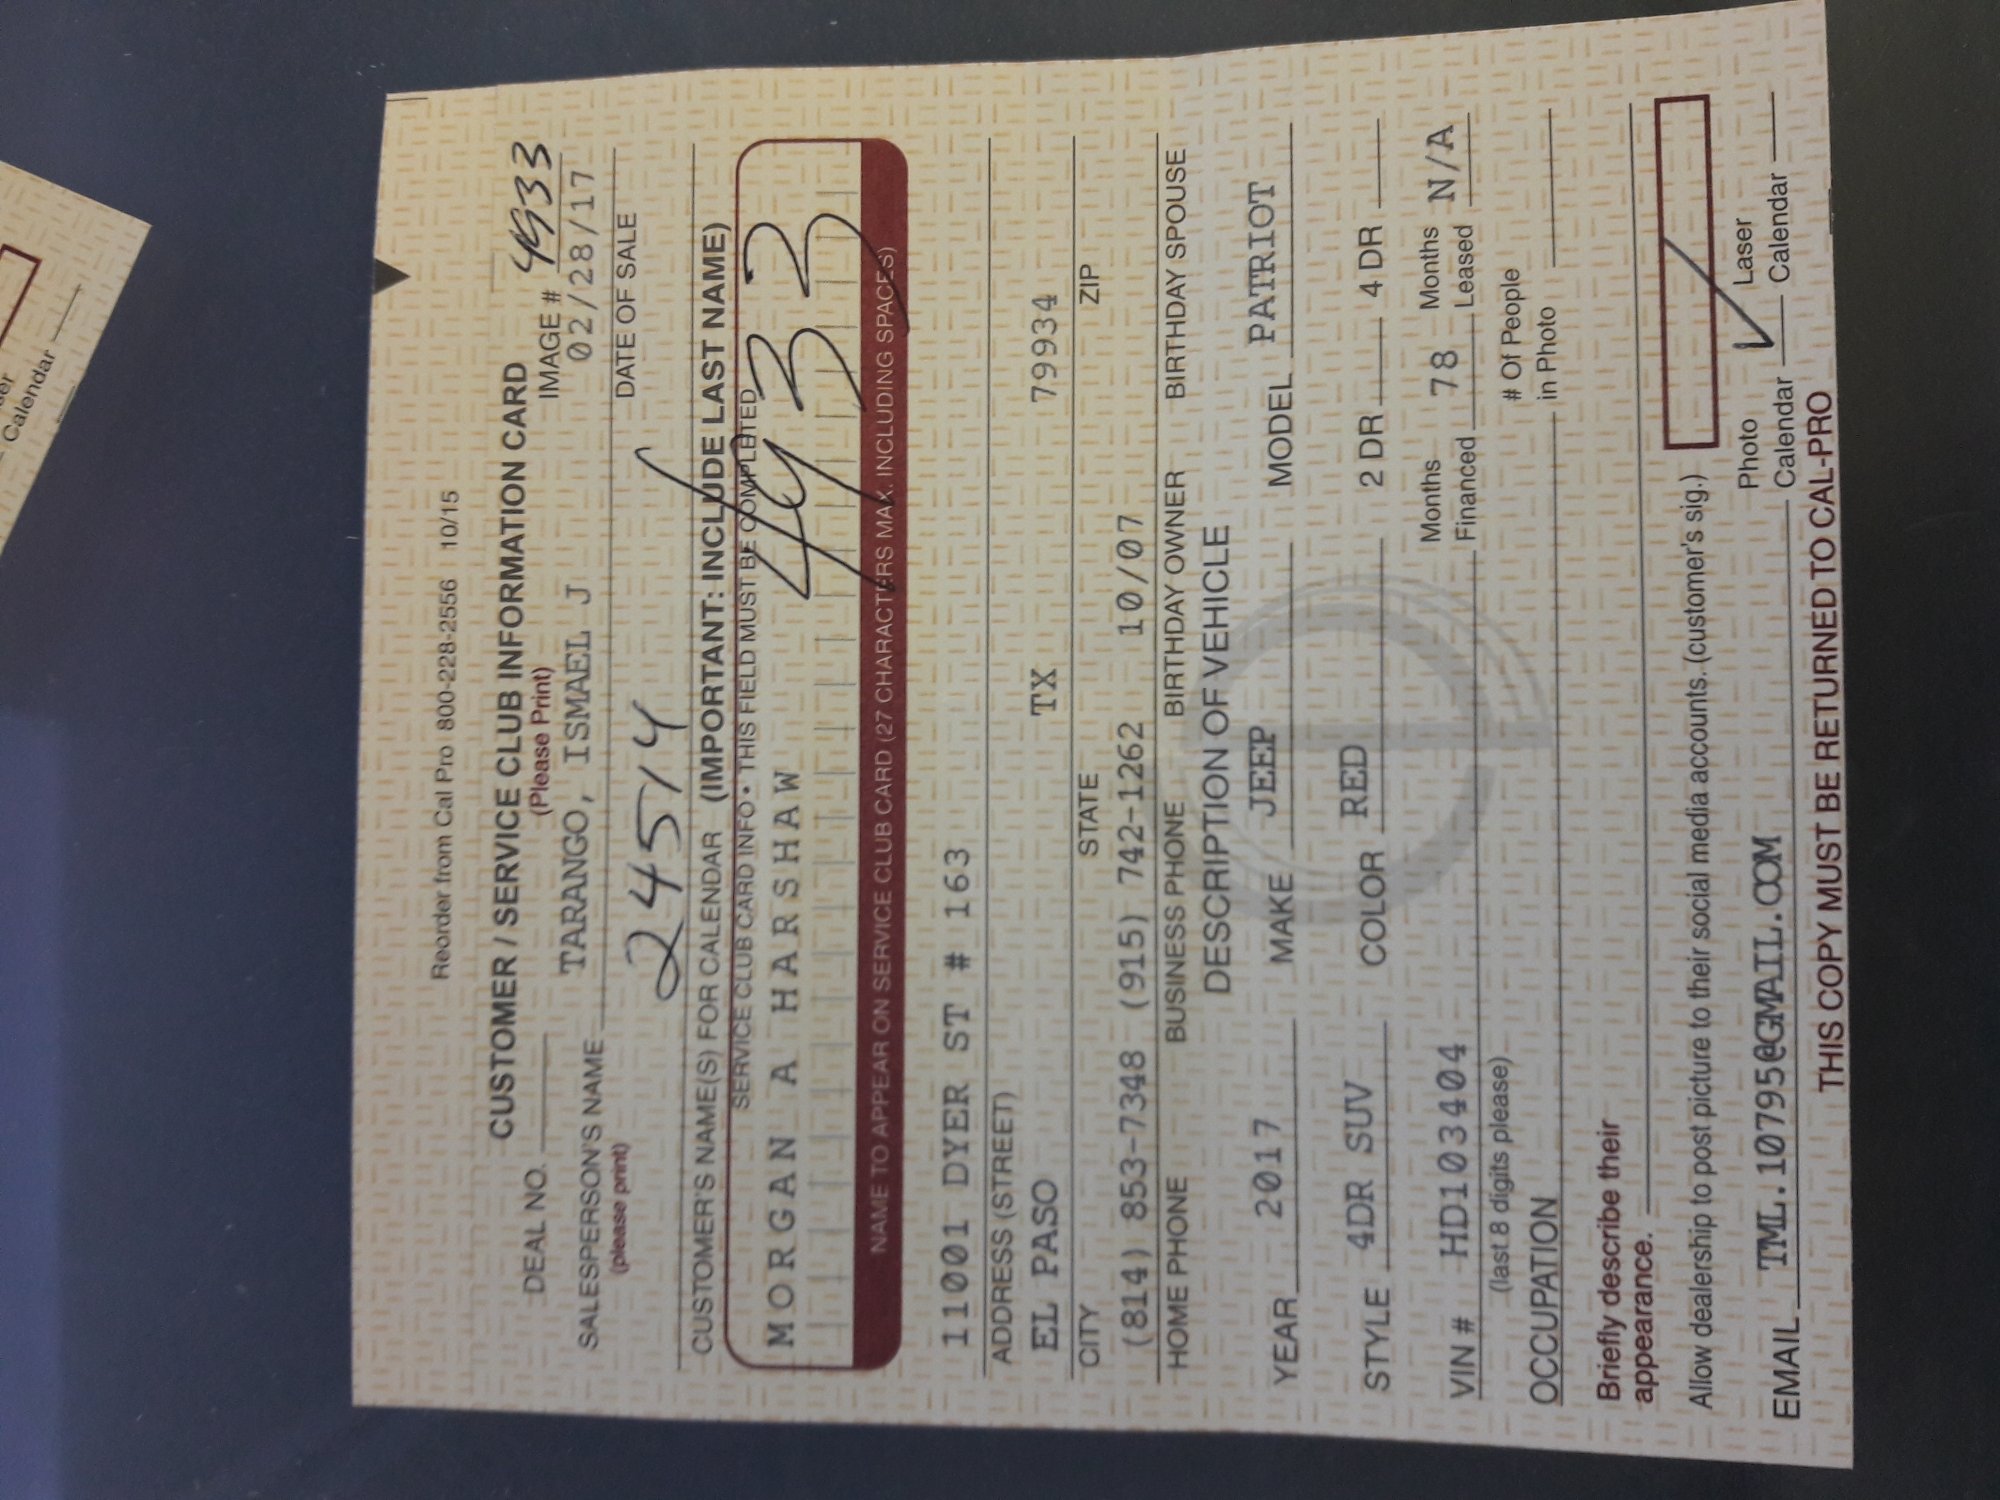 Reorder from Cal Pro 800-228-2556 10/15
CUSTOMER / SERVICE CLUB INFORMATION CARD
(Please Print)
DEAL NO. IMAGE # 4933
TARANGO, ISMAEL J 02/28/17
SALESPERSON'S NAME DATE OF SALE
(please print)
24514
CUSTOMER'S NAME(S) FOR CALENDAR (IMPORTANT: INCLUDE LAST NAME)
SERVICE CLUB CARD INFO • THIS FIELD MUST BE COMPLETED
MORGAN A HARSHAW 4933
NAME TO APPEAR ON SERVICE CLUB CARD (27 CHARACTERS MAX. INCLUDING SPACES)
11001 DYER ST # 163
ADDRESS (STREET)
EL PASO TX 79934
CITY STATE ZIP
(814) 853-7348 (915) 742-1262 10/07
HOME PHONE BUSINESS PHONE BIRTHDAY OWNER BIRTHDAY SPOUSE
DESCRIPTION OF VEHICLE
YEAR 2017 MAKE JEEP MODEL PATRIOT
STYLE 4DR SUV COLOR RED 2 DR 4 DR
VIN # HD103404 Months Financed 78 Months Leased N/A
(last 8 digits please)
OCCUPATION # Of People in Photo
Briefly describe their
appearance.
Allow dealership to post picture to their social media accounts. (customer's sig.)
EMAIL TML.10795@GMAIL.COM Photo Calendar Laser Calendar
THIS COPY MUST BE RETURNED TO CAL-PRO
Calendar